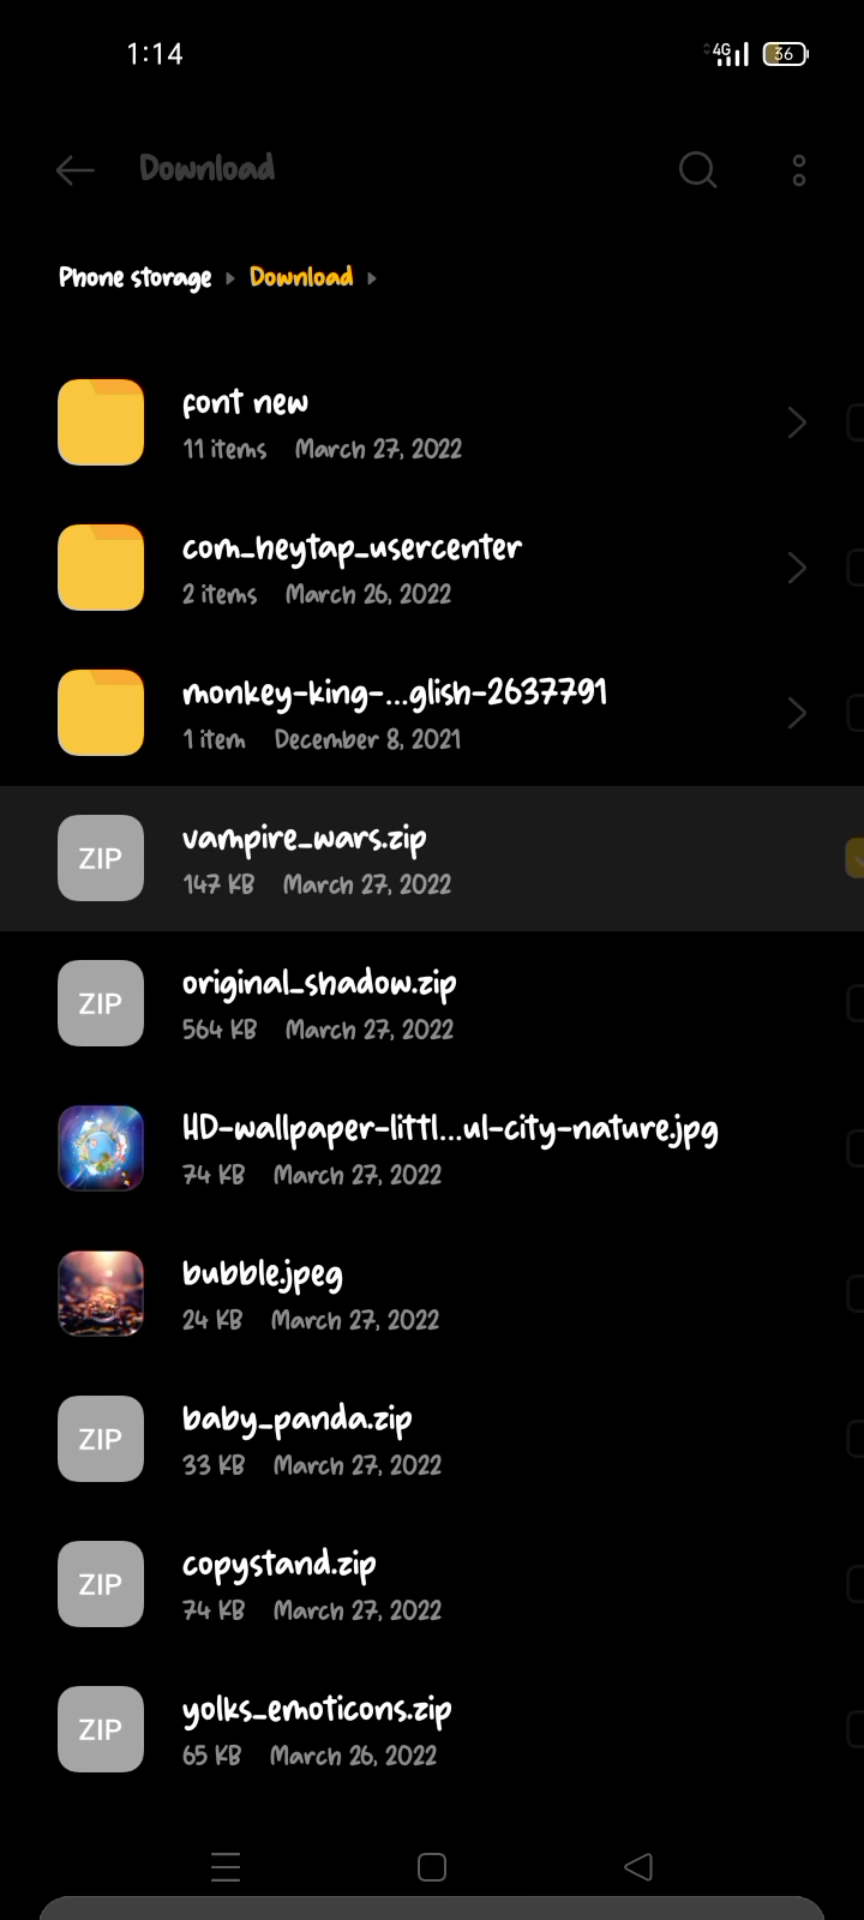 1:14
4G 36
Download
Phone storage Download
font new
11 items March 27, 2022
com_heytap_usercenter
2 items March 26, 2022
monkey-king-...glish-2637791
1 item December 8, 2021
ZIP
vampire_wars.zip
147 KB March 27, 2022
ZIP
original_shadow.zip
564 KB March 27, 2022
HD-wallpaper-littl...ul-city-nature.jpg
74 KB March 27, 2022
bubble.jpeg
24 KB March 27, 2022
ZIP
baby_panda.zip
33 KB March 27, 2022
ZIP
copystand.zip
74 KB March 27, 2022
ZIP
yolks_emoticons.zip
65 KB March 26, 2022